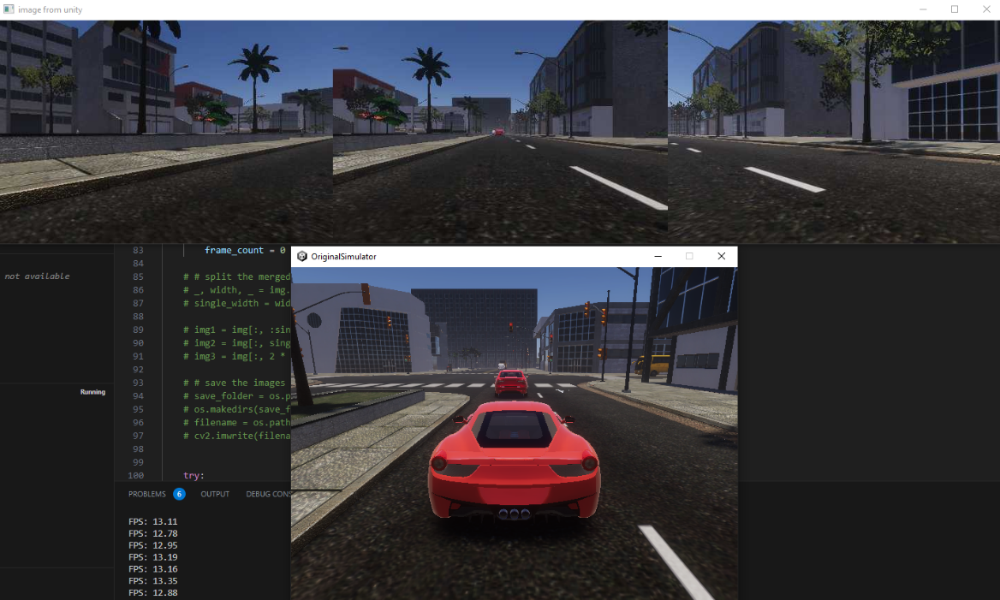 image from unity
not available
Running
83 frame_count = 0
84
85 # # split the merged
86 # _, width, _ = img.
87 # single_width = wid
88
89 # img1 = img[:, :sin
90 # img2 = img[:, sing
91 # img3 = img[:, 2 *
92
93 # # save the images
94 # save_folder = os.p
95 # os.makedirs(save_f
96 # filename = os.path
97 # cv2.imwrite(filena
98
99
100 try:
OriginalSimulator
PROBLEMS 6 OUTPUT DEBUG CONS
FPS: 13.11
FPS: 12.78
FPS: 12.95
FPS: 13.19
FPS: 13.16
FPS: 13.35
FPS: 12.88